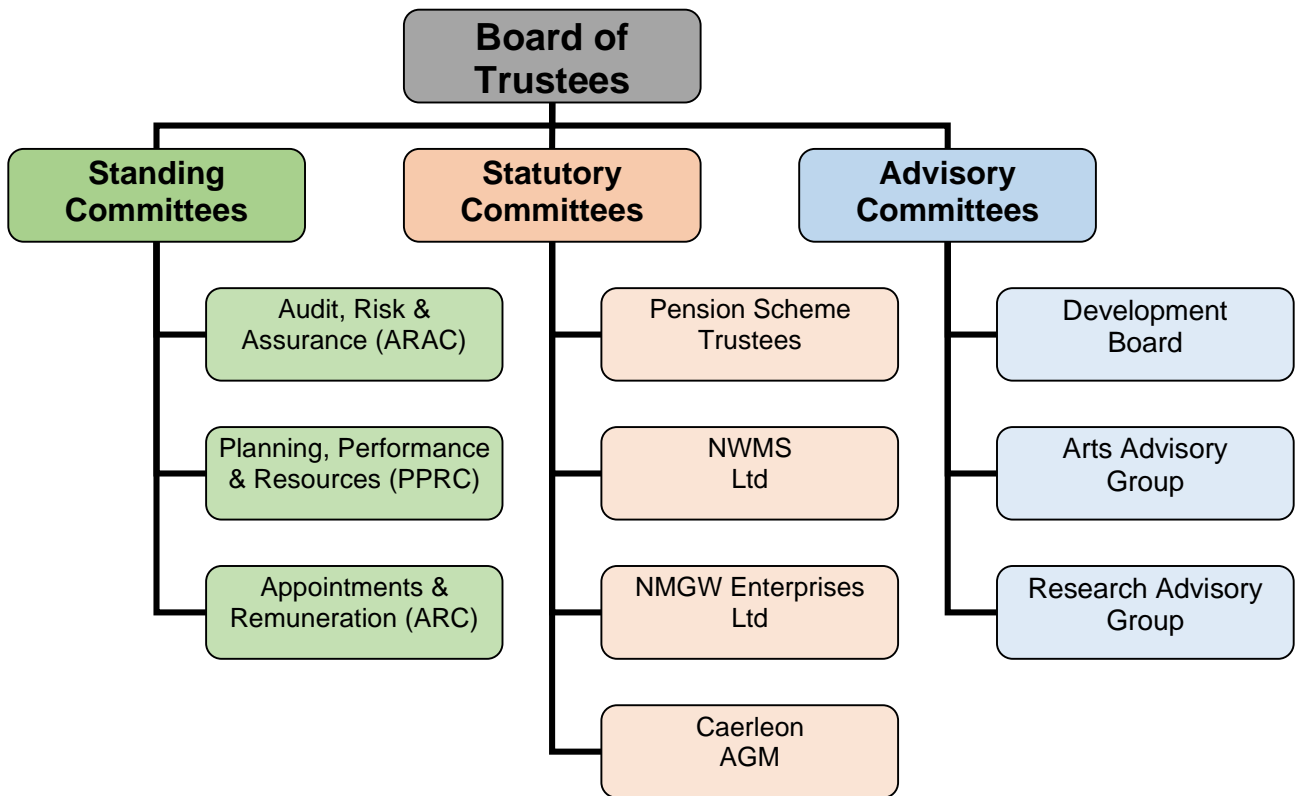 Board of
Trustees
Standing
Committees
Statutory
Committees
Advisory
Committees
Audit, Risk &
Assurance (ARAC)
Planning, Performance
& Resources (PPRC)
Appointments &
Remuneration (ARC)
Pension Scheme
Trustees
NWMS
Ltd
NMGW Enterprises
Ltd
Caerleon
AGM
Development
Board
Arts Advisory
Group
Research Advisory
Group